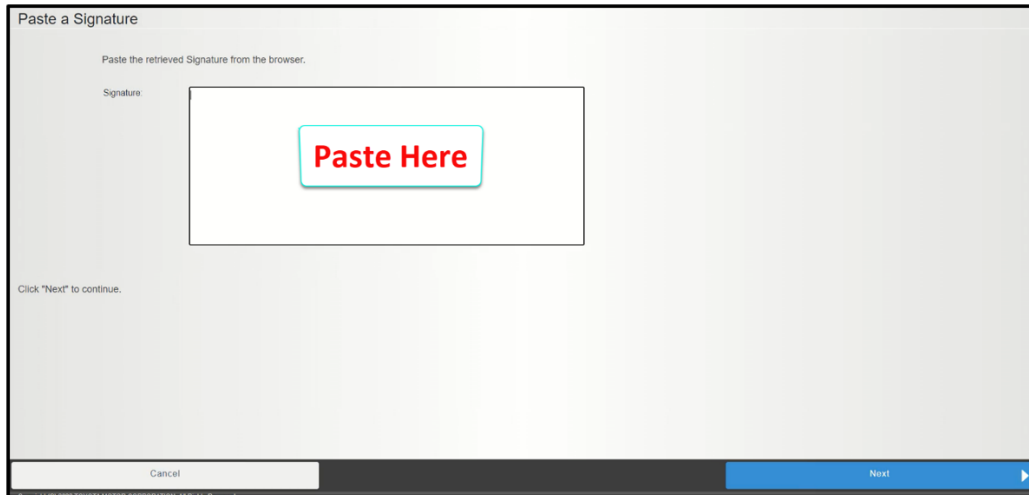 Paste a Signature
Paste the retrieved Signature from the browser.
Signature:
Paste Here
Click "Next" to continue.
Cancel
Next